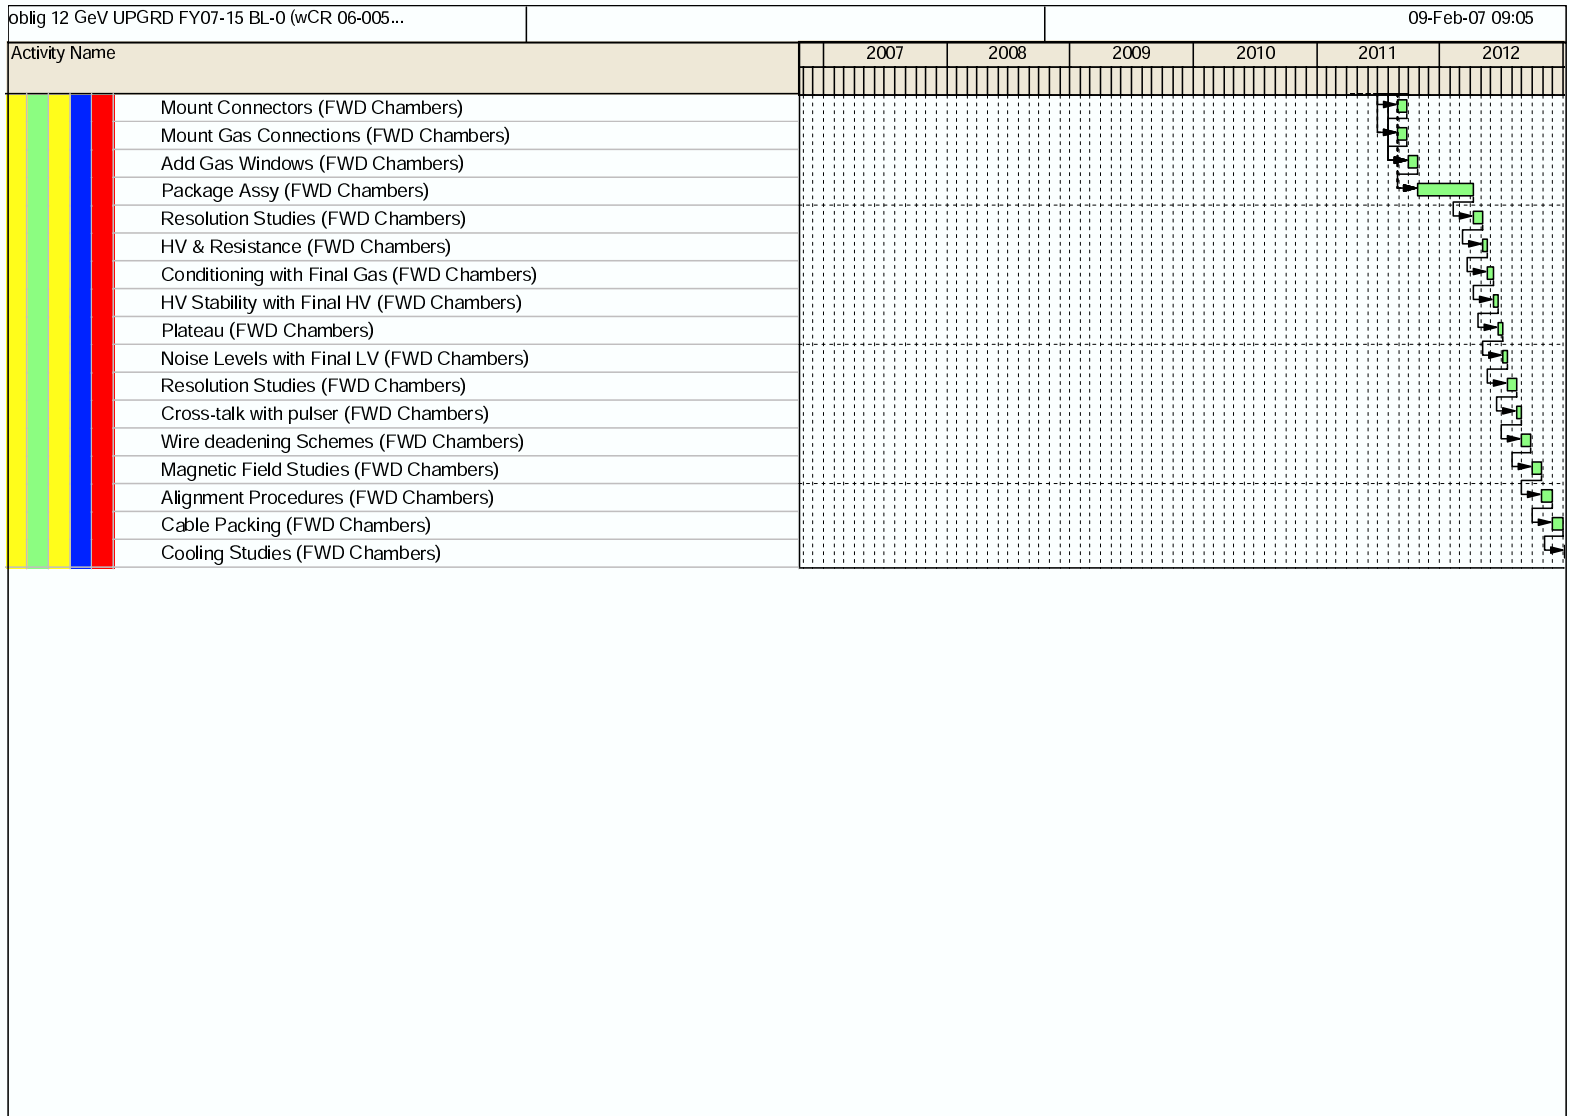 oblig 12 GeV UPGRD FY07-15 BL-0 (wCR 06-005... 09-Feb-07 09:05
Activity Name 2007 2008 2009 2010 2011 2012
Mount Connectors (FWD Chambers)
Mount Gas Connections (FWD Chambers)
Add Gas Windows (FWD Chambers)
Package Assy (FWD Chambers)
Resolution Studies (FWD Chambers)
HV & Resistance (FWD Chambers)
Conditioning with Final Gas (FWD Chambers)
HV Stability with Final HV (FWD Chambers)
Plateau (FWD Chambers)
Noise Levels with Final LV (FWD Chambers)
Resolution Studies (FWD Chambers)
Cross-talk with pulser (FWD Chambers)
Wire deadening Schemes (FWD Chambers)
Magnetic Field Studies (FWD Chambers)
Alignment Procedures (FWD Chambers)
Cable Packing (FWD Chambers)
Cooling Studies (FWD Chambers)